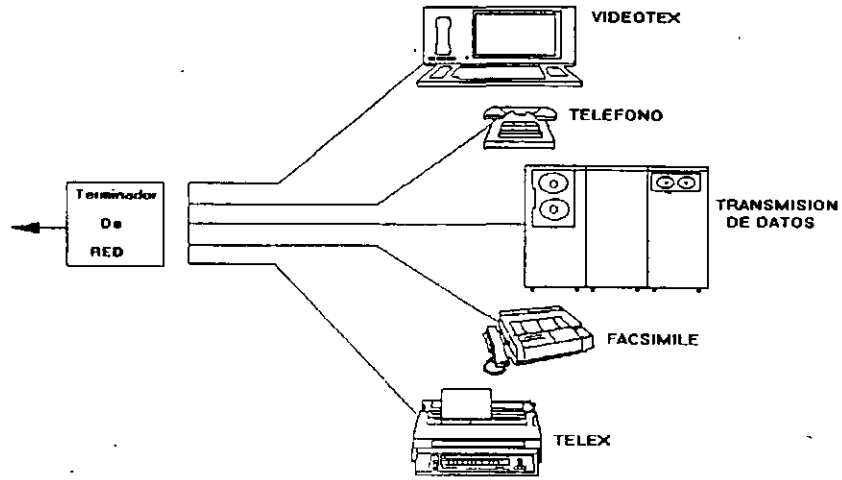 VIDEOTEX
TELEFONO
Terminador
De
RED
TRANSMISION
DE DATOS
FACSIMILE
TELEX